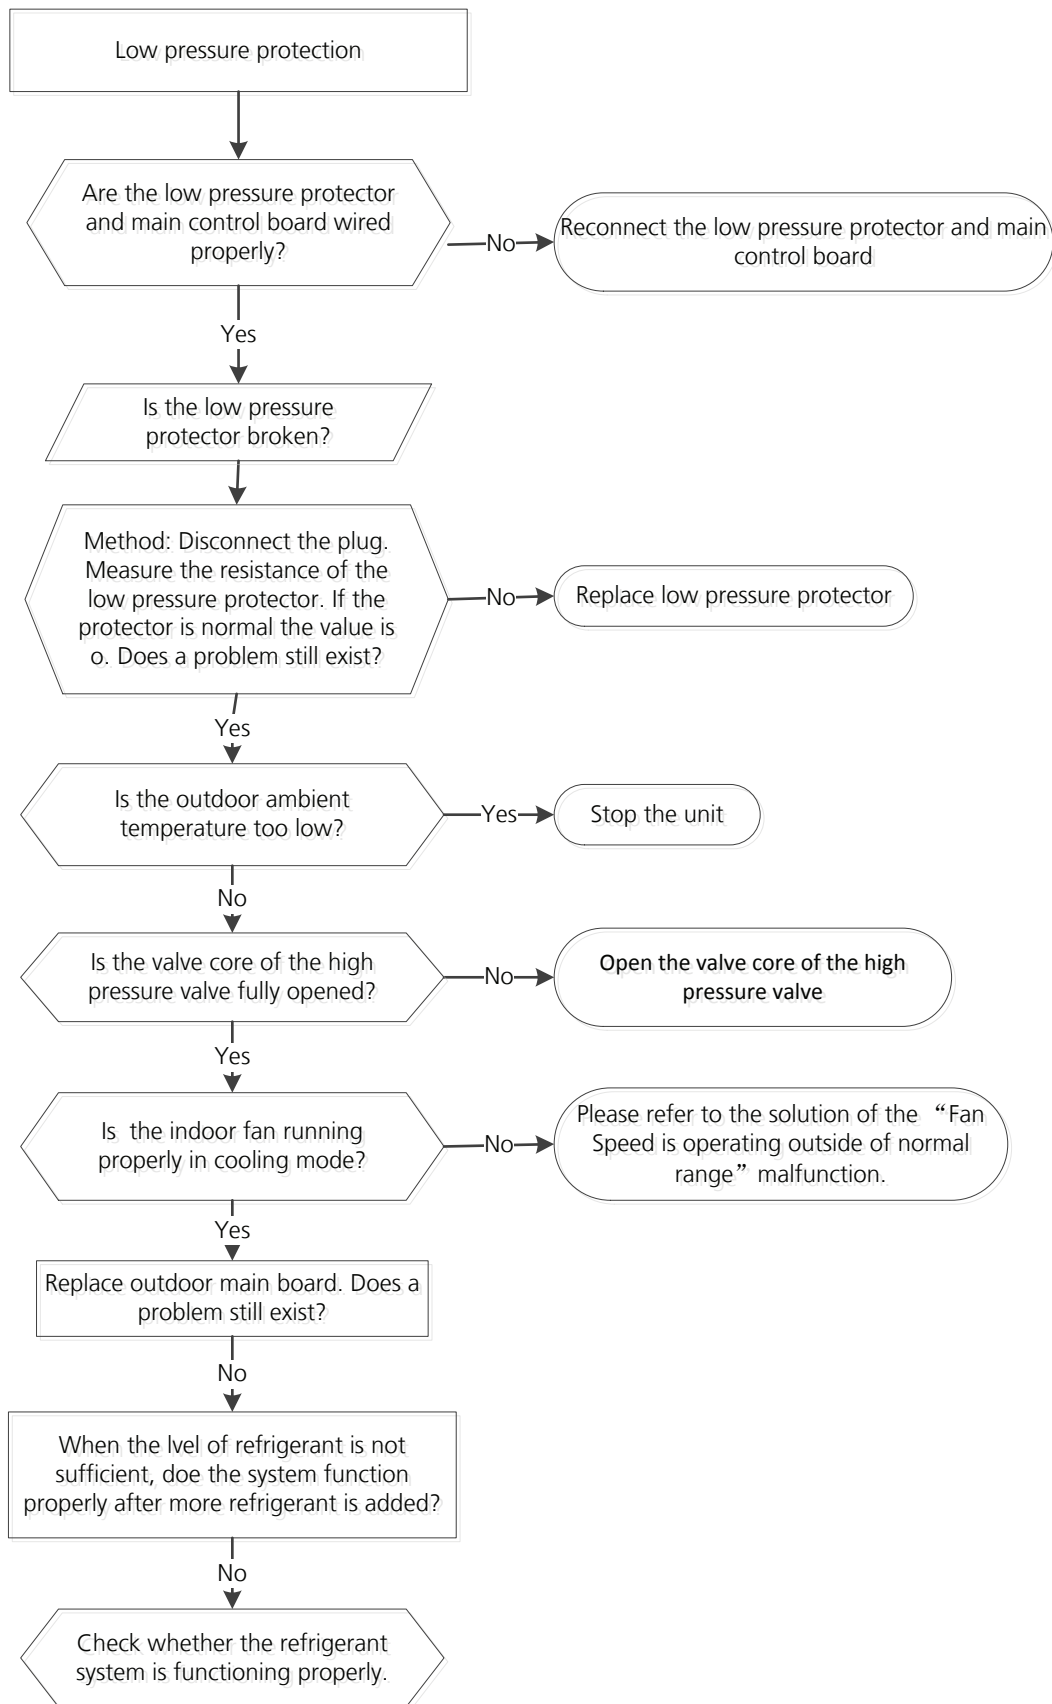 Low pressure protection
Are the low pressure protector
and main control board wired
properly?
No
Reconnect the low pressure protector and main
control board
Yes
Is the low pressure
protector broken?
Method: Disconnect the plug.
Measure the resistance of the
low pressure protector. If the
protector is normal the value is
o. Does a problem still exist?
No
Replace low pressure protector
Yes
Is the outdoor ambient
temperature too low?
Yes
Stop the unit
No
Is the valve core of the high
pressure valve fully opened?
No
Open the valve core of the high
pressure valve
Yes
Is  the indoor fan running
properly in cooling mode?
No
Please refer to the solution of the “Fan
Speed is operating outside of normal
range” malfunction.
Yes
Replace outdoor main board. Does a
problem still exist?
No
When the lvel of refrigerant is not
sufficient, doe the system function
properly after more refrigerant is added?
No
Check whether the refrigerant
system is functioning properly.